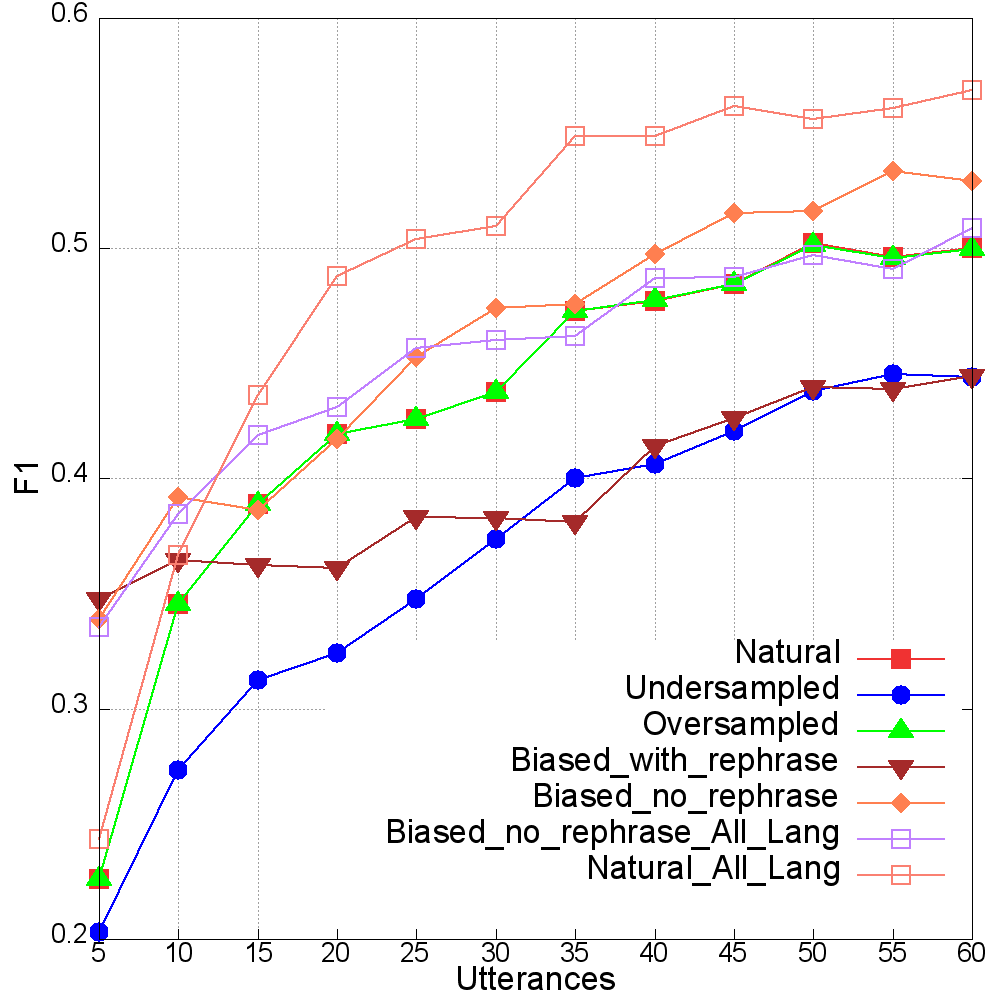 0.6
0.5
0.4
0.3
0.2
F1
Natural
Undersampled
Oversampled
Biased_with_rephrase
Biased_no_rephrase
Biased_no_rephrase_All_Lang
Natural_All_Lang
5 10 15 20 25 30 35 40 45 50 55 60
Utterances